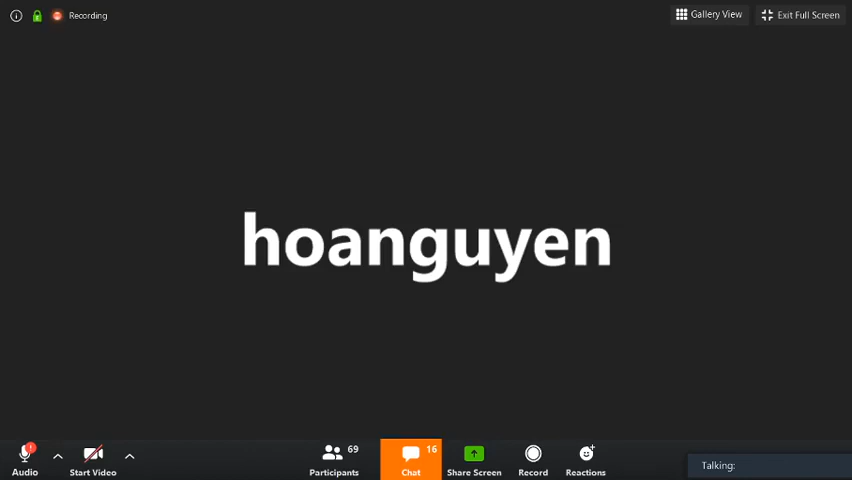 Recording
Gallery View
Exit Full Screen
hoanguyen
69
16
Audio
Start Video
Participants
Chat
Share Screen
Record
Reactions
Talking: